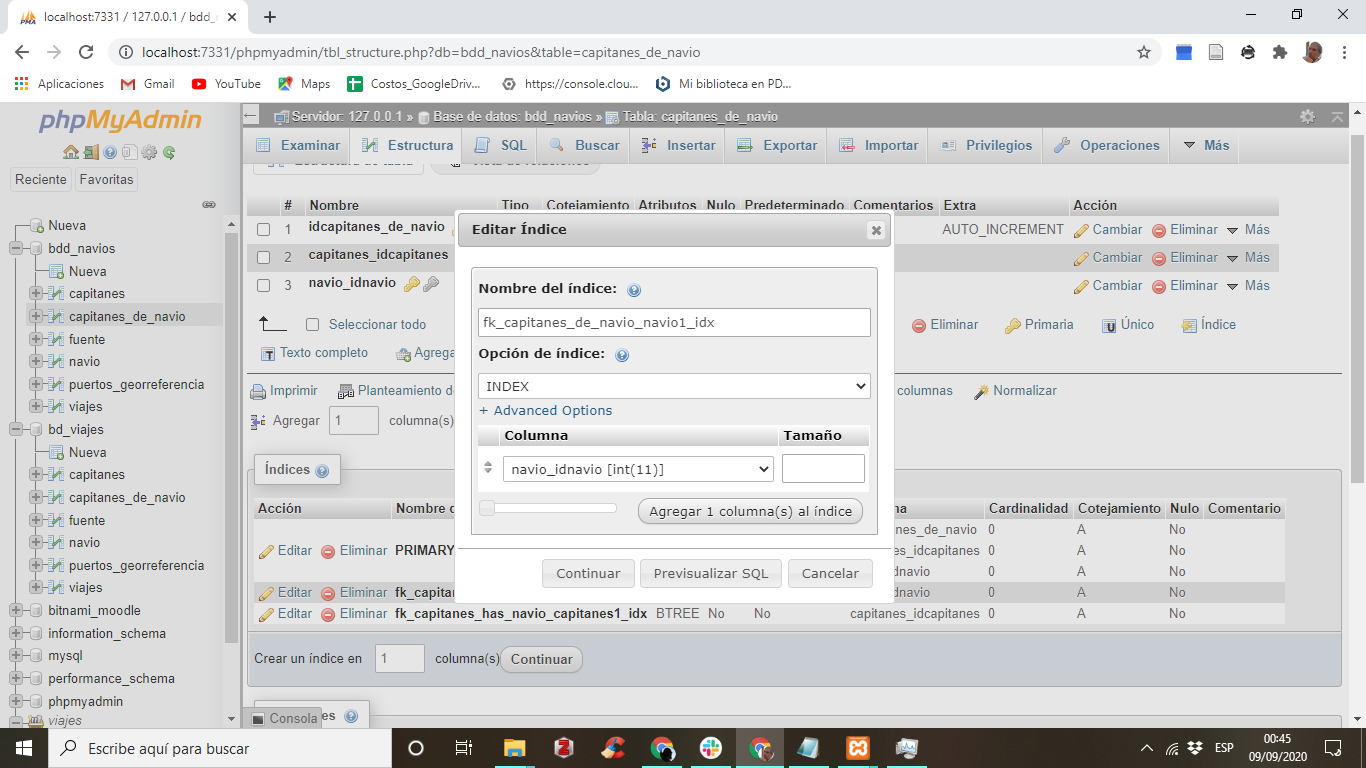 localhost:7331 / 127.0.0.1 / bdd_
localhost:7331/phpmyadmin/tbl_structure.php?db=bdd_navios&table=capitanes_de_navio
Aplicaciones Gmail YouTube Maps Costos_GoogleDriv... https://console.clou... Mi biblioteca en PD...
phpMyAdmin
Reciente Favoritas
Nueva
bdd_navios
Nueva
capitanes
capitanes_de_navio
fuente
navio
puertos_georreferencia
viajes
bd_viajes
Nueva
capitanes
capitanes_de_navio
fuente
navio
puertos_georreferencia
viajes
bitnami_moodle
information_schema
mysql
performance_schema
phpmyadmin
viajes
Servidor: 127.0.0.1 » Base de datos: bdd_navios » Tabla: capitanes_de_navio
Examinar Estructura SQL Buscar Insertar Exportar Importar Privilegios Operaciones Más
Estructura de tabla Vista de relaciones
# Nombre Tipo Cotejamiento Atributos Nulo Predeterminado Comentarios Extra Acción
1 idcapitanes_de_navio AUTO_INCREMENT Cambiar Eliminar Más
2 capitanes_idcapitanes Cambiar Eliminar Más
3 navio_idnavio Cambiar Eliminar Más
Seleccionar todo Eliminar Primaria Único Índice
Texto completo Agrega
Imprimir Planteamiento de columnas Normalizar
Agregar 1 columna(s)
Índices
Acción Nombre d na Cardinalidad Cotejamiento Nulo Comentario
nes_de_navio 0 A No
Editar Eliminar PRIMARY es_idcapitanes 0 A No
dnavio 0 A No
Editar Eliminar fk_capitan dnavio 0 A No
Editar Eliminar fk_capitanes_has_navio_capitanes1_idx BTREE No No capitanes_idcapitanes 0 A No
Crear un índice en 1 columna(s) Continuar
Consola es
Editar Índice
Nombre del índice:
fk_capitanes_de_navio_navio1_idx
Opción de índice:
INDEX
+ Advanced Options
Columna Tamaño
navio_idnavio [int(11)]
Agregar 1 columna(s) al índice
Continuar Previsualizar SQL Cancelar
Escribe aquí para buscar
ESP
00:45
09/09/2020